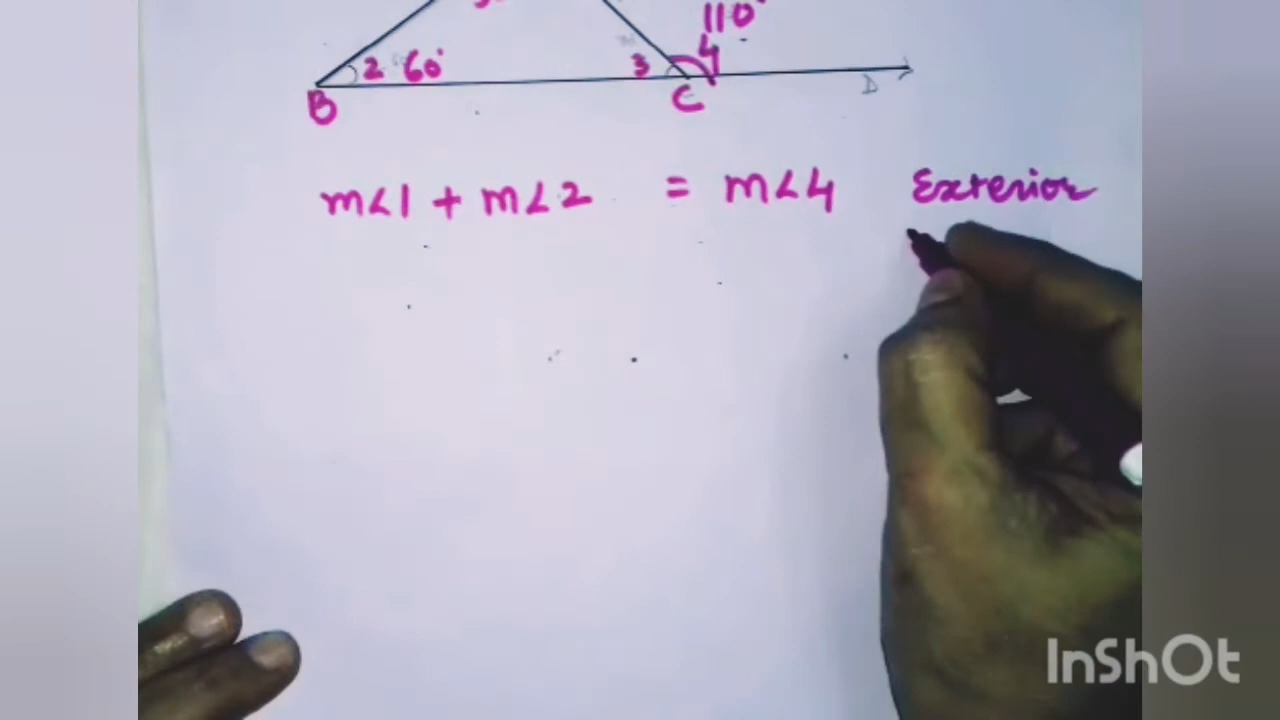 110°
2 60° 3 4
B C D
m∠1 + m∠2 = m∠4 Exterior
InShOt